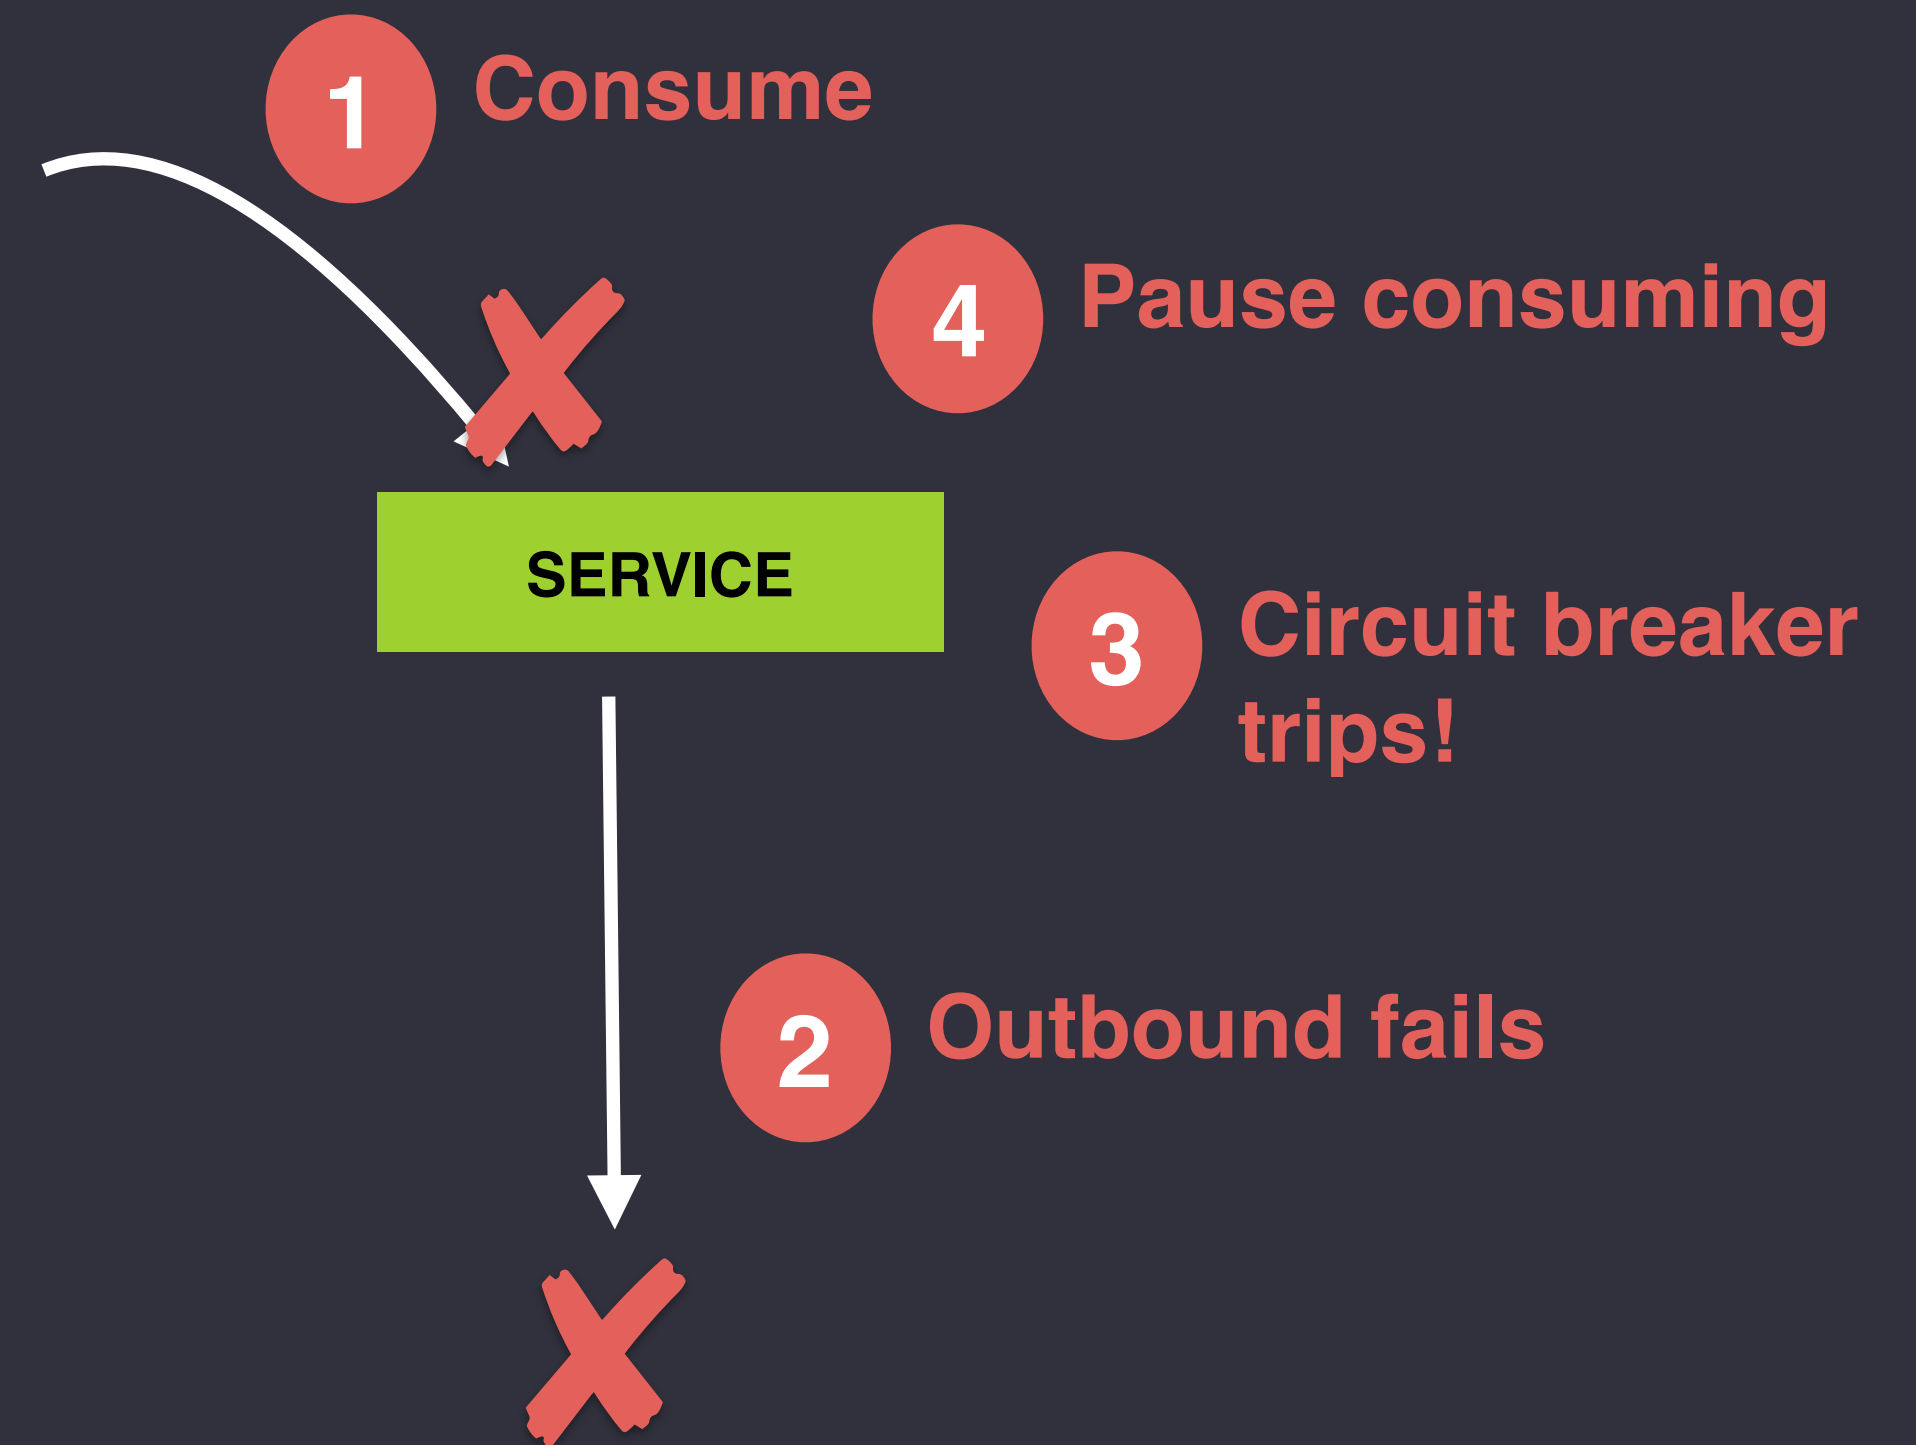 1 Consume
4 Pause consuming
SERVICE
3 Circuit breaker
trips!
2 Outbound fails